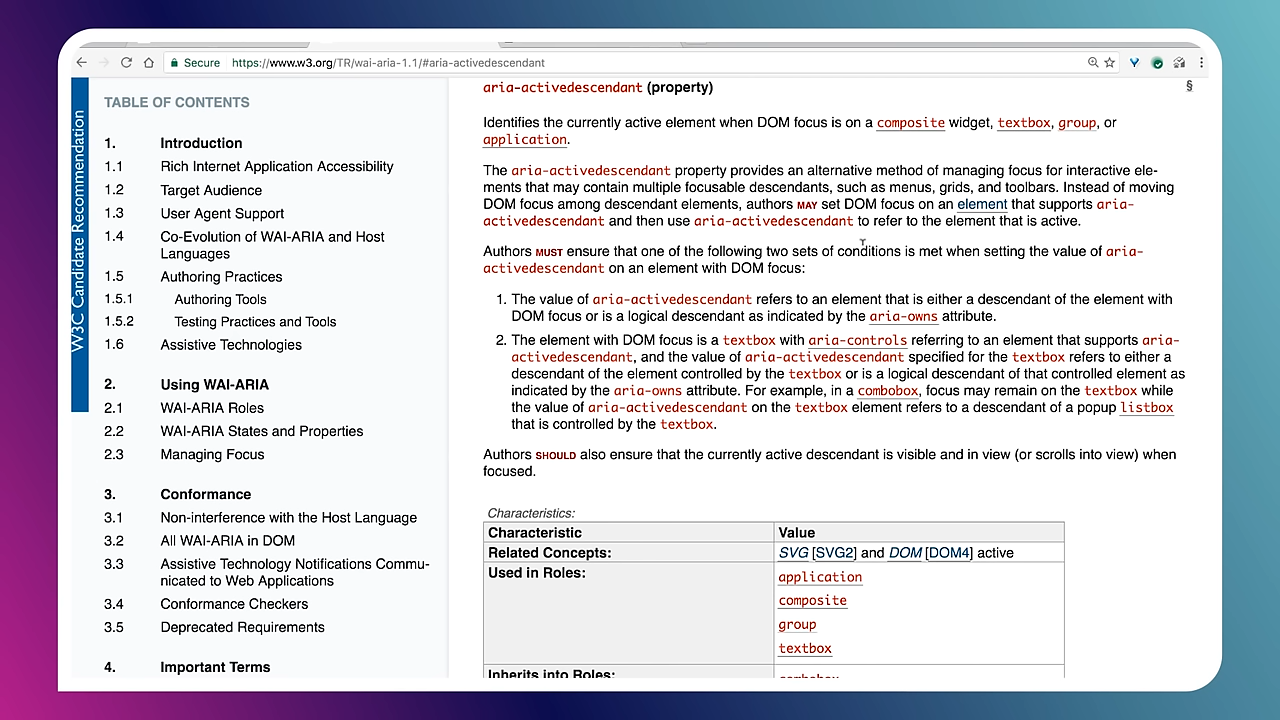 Secure
https://www.w3.org/TR/wai-aria-1.1/#aria-activedescendant
W3C Candidate Recommendation
TABLE OF CONTENTS
1. Introduction
1.1 Rich Internet Application Accessibility
1.2 Target Audience
1.3 User Agent Support
1.4 Co-Evolution of WAI-ARIA and Host
Languages
1.5 Authoring Practices
1.5.1 Authoring Tools
1.5.2 Testing Practices and Tools
1.6 Assistive Technologies
2. Using WAI-ARIA
2.1 WAI-ARIA Roles
2.2 WAI-ARIA States and Properties
2.3 Managing Focus
3. Conformance
3.1 Non-interference with the Host Language
3.2 All WAI-ARIA in DOM
3.3 Assistive Technology Notifications Commu-
nicated to Web Applications
3.4 Conformance Checkers
3.5 Deprecated Requirements
4. Important Terms
aria-activedescendant (property)
§
Identifies the currently active element when DOM focus is on a composite widget, textbox, group, or
application.
The aria-activedescendant property provides an alternative method of managing focus for interactive ele-
ments that may contain multiple focusable descendants, such as menus, grids, and toolbars. Instead of moving
DOM focus among descendant elements, authors MAY set DOM focus on an element that supports aria-
activedescendant and then use aria-activedescendant to refer to the element that is active.
Authors MUST ensure that one of the following two sets of conditions is met when setting the value of aria-
activedescendant on an element with DOM focus:
1. The value of aria-activedescendant refers to an element that is either a descendant of the element with
DOM focus or is a logical descendant as indicated by the aria-owns attribute.
2. The element with DOM focus is a textbox with aria-controls referring to an element that supports aria-
activedescendant, and the value of aria-activedescendant specified for the textbox refers to either a
descendant of the element controlled by the textbox or is a logical descendant of that controlled element as
indicated by the aria-owns attribute. For example, in a combobox, focus may remain on the textbox while
the value of aria-activedescendant on the textbox element refers to a descendant of a popup listbox
that is controlled by the textbox.
Authors SHOULD also ensure that the currently active descendant is visible and in view (or scrolls into view) when
focused.
Characteristics:
Characteristic Value
Related Concepts: SVG [SVG2] and DOM [DOM4] active
Used in Roles: application
composite
group
textbox
Inherits into Roles: combobox